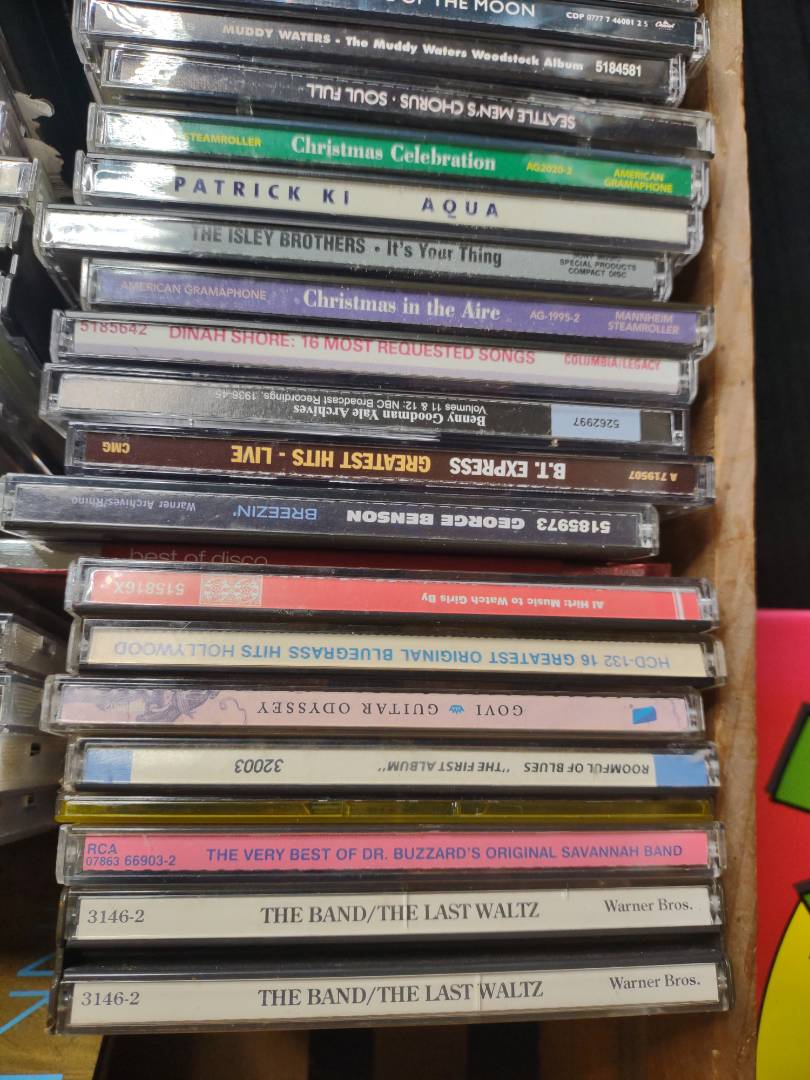 OF THE MOON CDP 0777 7 46001 2 5 Capitol
MUDDY WATERS - The Muddy Waters Woodstock Album 5184581
SEATTLE MEN'S CHORUS · SOUL FULL
STEAMROLLER Christmas Celebration AG2020-2 AMERICAN
GRAMAPHONE
PATRICK KI AQUA
THE ISLEY BROTHERS • It's Your Thing
SPECIAL PRODUCTS
COMPACT DISC
AMERICAN GRAMAPHONE Christmas in the Aire AG-1995-2 MANNHEIM
STEAMROLLER
5185642 DINAH SHORE: 16 MOST REQUESTED SONGS COLUMBIA/LEGACY
5262997 Benny Goodman Yale Archives
Volumes 11 & 12: NBC Broadcast Recordings, 1936-45
A 719507 B.T. EXPRESS GREATEST HITS - LIVE CMG
5185973 GEORGE BENSON BREEZIN' Warner Archives/Rhino
best of disco
Al Hirt: Music to Watch Girls By 515816X
HCD-132 16 GREATEST ORIGINAL BLUEGRASS HITS HOLLYWOOD
GOVI GUITAR ODYSSEY
ROOMFUL OF BLUES "THE FIRST ALBUM" 32003
RCA
07863 66903-2 THE VERY BEST OF DR. BUZZARD'S ORIGINAL SAVANNAH BAND
3146-2 THE BAND/THE LAST WALTZ Warner Bros.
3146-2 THE BAND/THE LAST WALTZ Warner Bros.